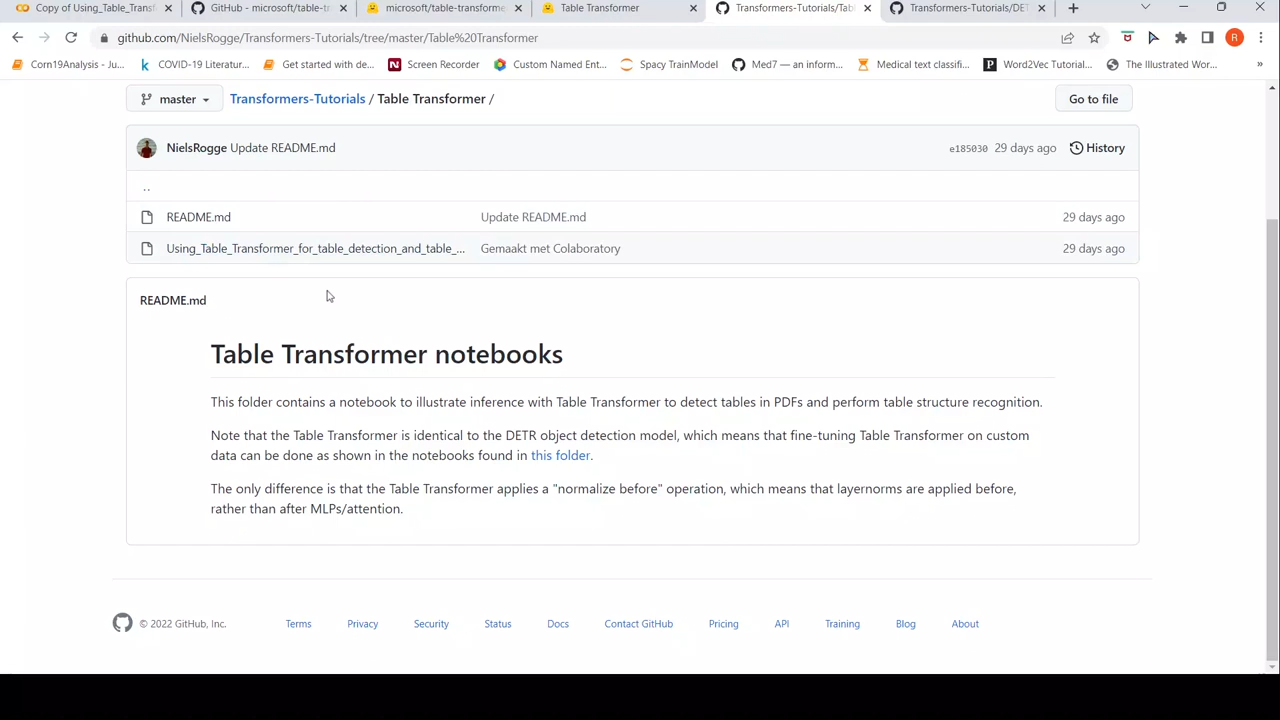 Copy of Using_Table_Transf
GitHub - microsoft/table-tr
microsoft/table-transforme
Table Transformer
Transformers-Tutorials/Tabl
Transformers-Tutorials/DET
github.com/NielsRogge/Transformers-Tutorials/tree/master/Table%20Transformer
R
Corn19Analysis - Ju...
COVID-19 Literatur...
Get started with de...
Screen Recorder
Custom Named Ent...
Spacy TrainModel
Med7 — an inform...
Medical text classifi...
Word2Vec Tutorial...
The Illustrated Wor...
»
master
Transformers-Tutorials / Table Transformer /
Go to file
NielsRogge Update README.md
e185030 29 days ago
History
..
README.md
Update README.md
29 days ago
Using_Table_Transformer_for_table_detection_and_table_...
Gemaakt met Colaboratory
29 days ago
README.md
Table Transformer notebooks
This folder contains a notebook to illustrate inference with Table Transformer to detect tables in PDFs and perform table structure recognition.
Note that the Table Transformer is identical to the DETR object detection model, which means that fine-tuning Table Transformer on custom
data can be done as shown in the notebooks found in this folder.
The only difference is that the Table Transformer applies a "normalize before" operation, which means that layernorms are applied before,
rather than after MLPs/attention.
© 2022 GitHub, Inc.
Terms
Privacy
Security
Status
Docs
Contact GitHub
Pricing
API
Training
Blog
About